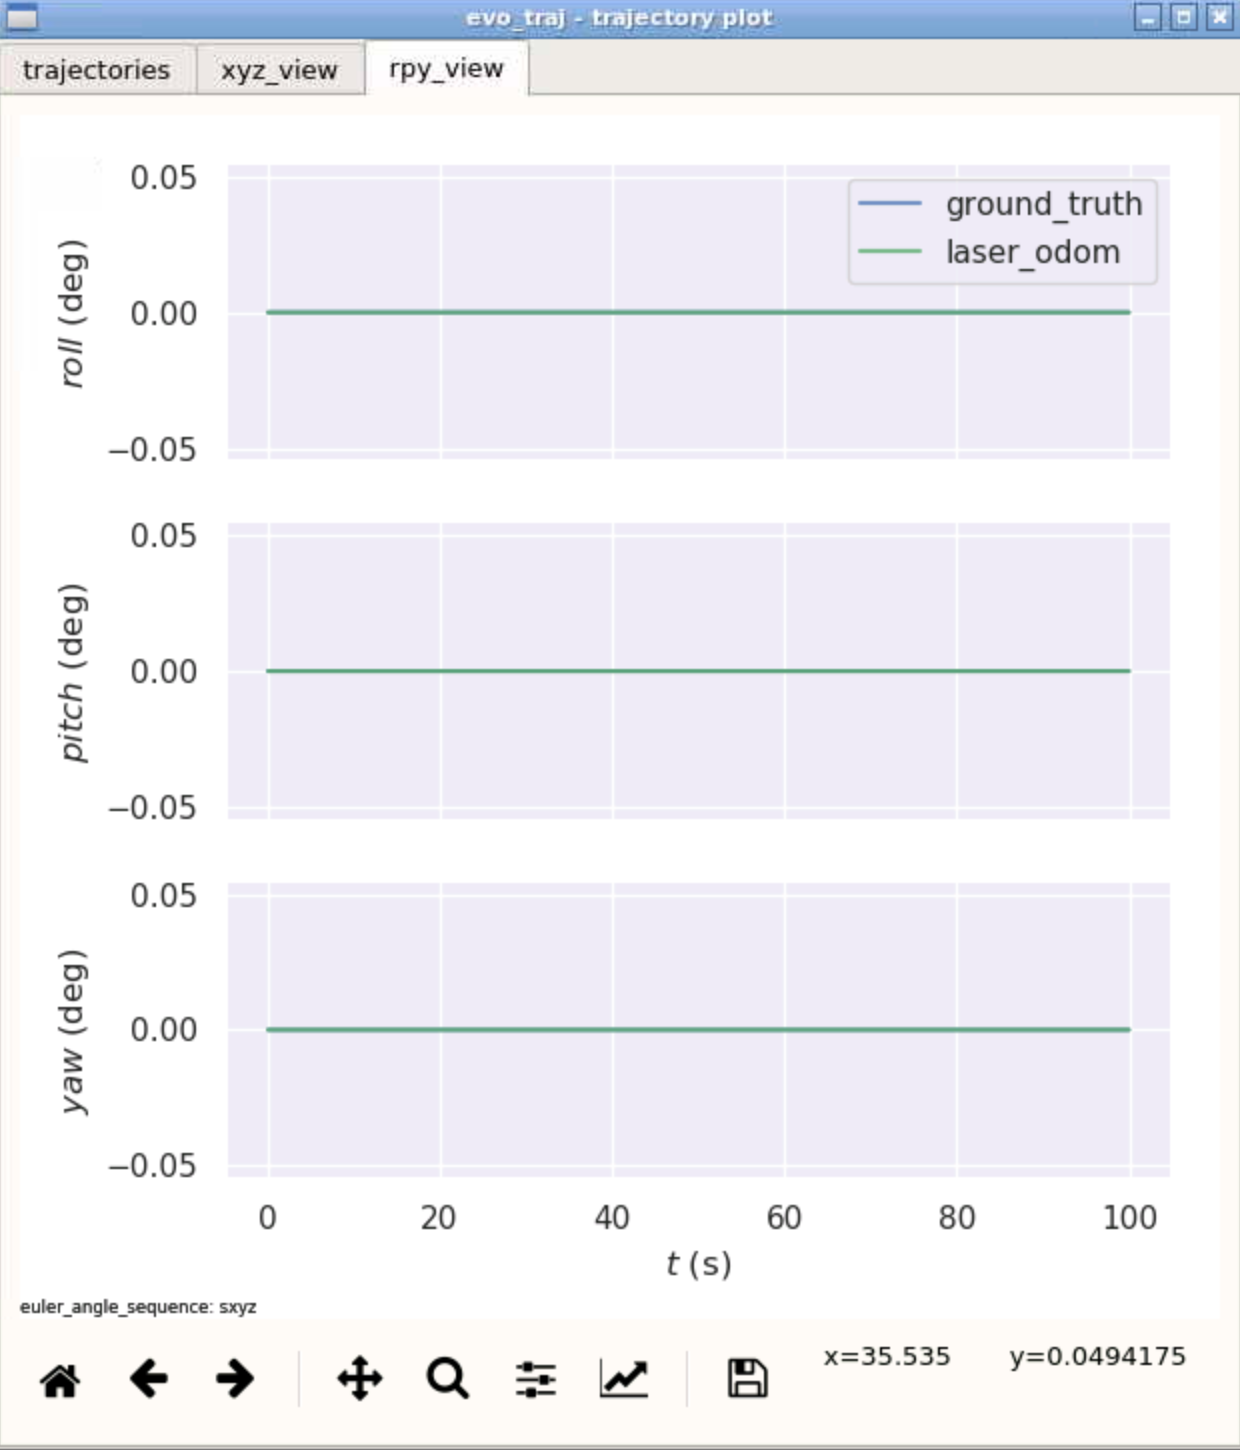 evo_traj - trajectory plot
trajectories xyz_view rpy_view
0.05
ground_truth
laser_odom
roll (deg)
0.00
−0.05
0.05
pitch (deg)
0.00
−0.05
0.05
yaw (deg)
0.00
−0.05
0 20 40 60 80 100
t (s)
euler_angle_sequence: sxyz
x=35.535 y=0.0494175